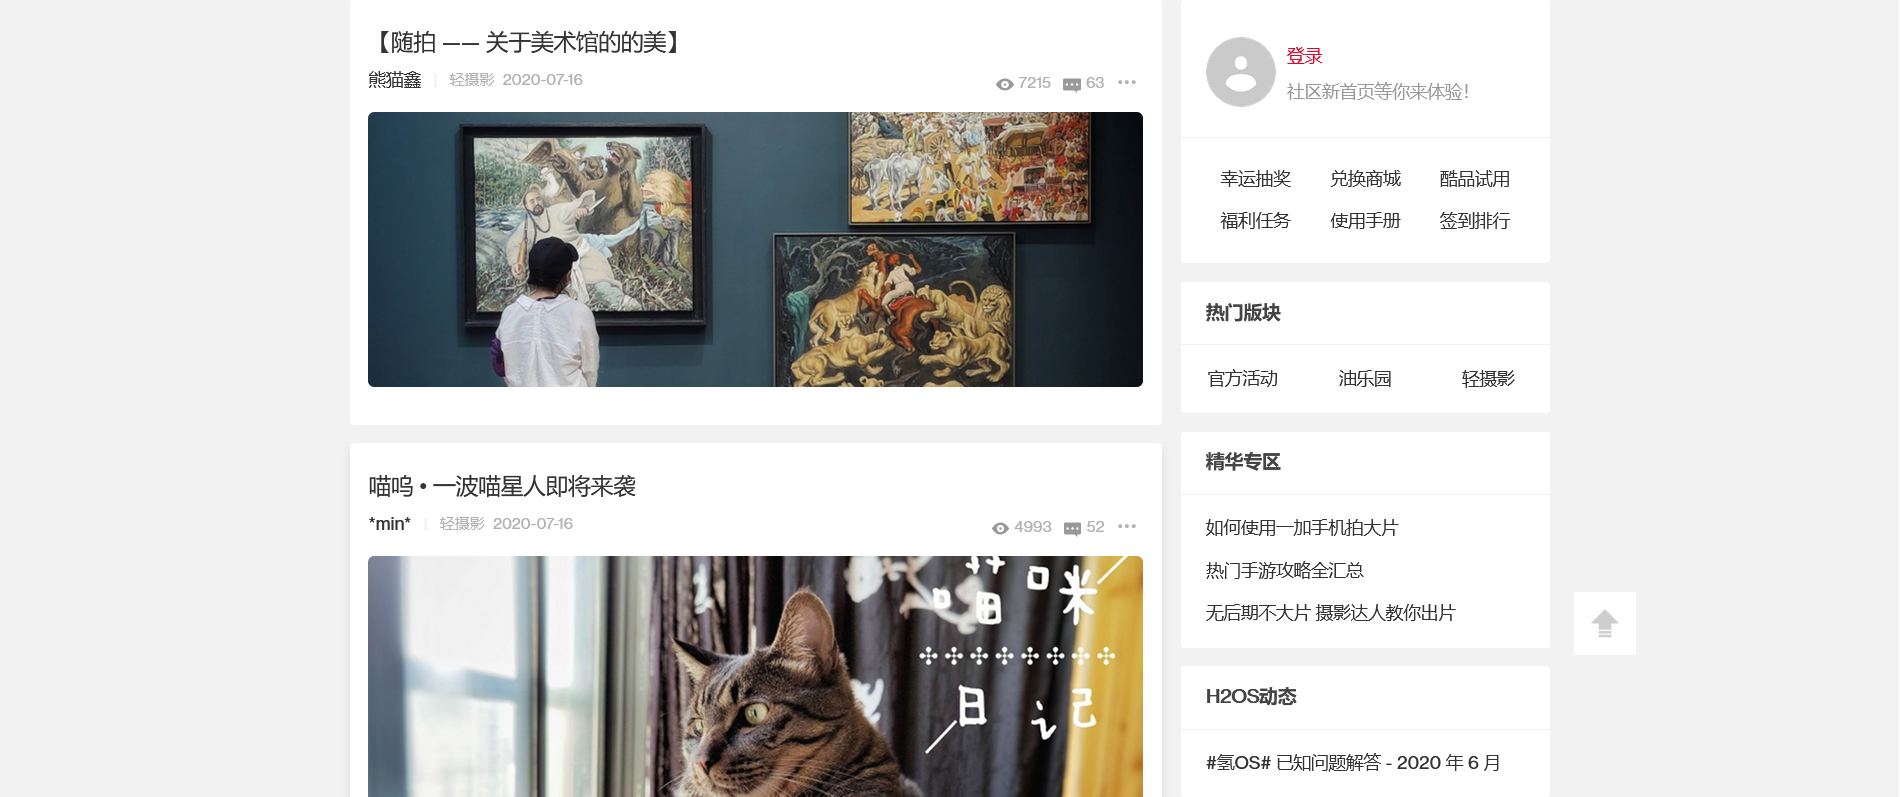 【随拍 —— 关于美术馆的的美】
熊猫鑫 | 轻摄影 2020-07-16
7215 63 •••
喵呜 • 一波喵星人即将来袭
*min* | 轻摄影 2020-07-16
4993 52 •••
喵 咪
日 记
登录
社区新首页等你来体验！
幸运抽奖 兑换商城 酷品试用
福利任务 使用手册 签到排行
热门版块
官方活动 油乐园 轻摄影
精华专区
如何使用一加手机拍大片
热门手游攻略全汇总
无后期不大片 摄影达人教你出片
H2OS动态
#氢OS# 已知问题解答 - 2020 年 6 月